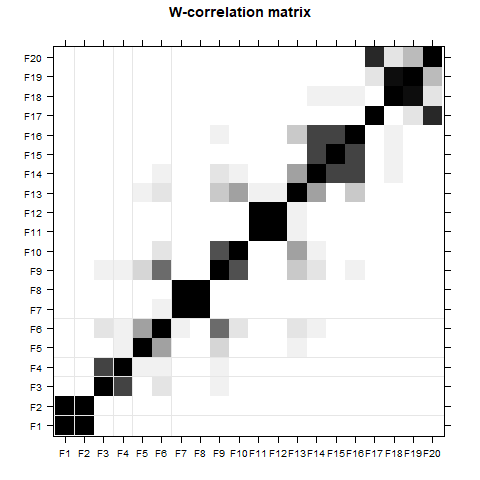 W-correlation matrix
F20
F19
F18
F17
F16
F15
F14
F13
F12
F11
F10
F9
F8
F7
F6
F5
F4
F3
F2
F1
F1 F2 F3 F4 F5 F6 F7 F8 F9 F10 F11 F12 F13 F14 F15 F16 F17 F18 F19 F20